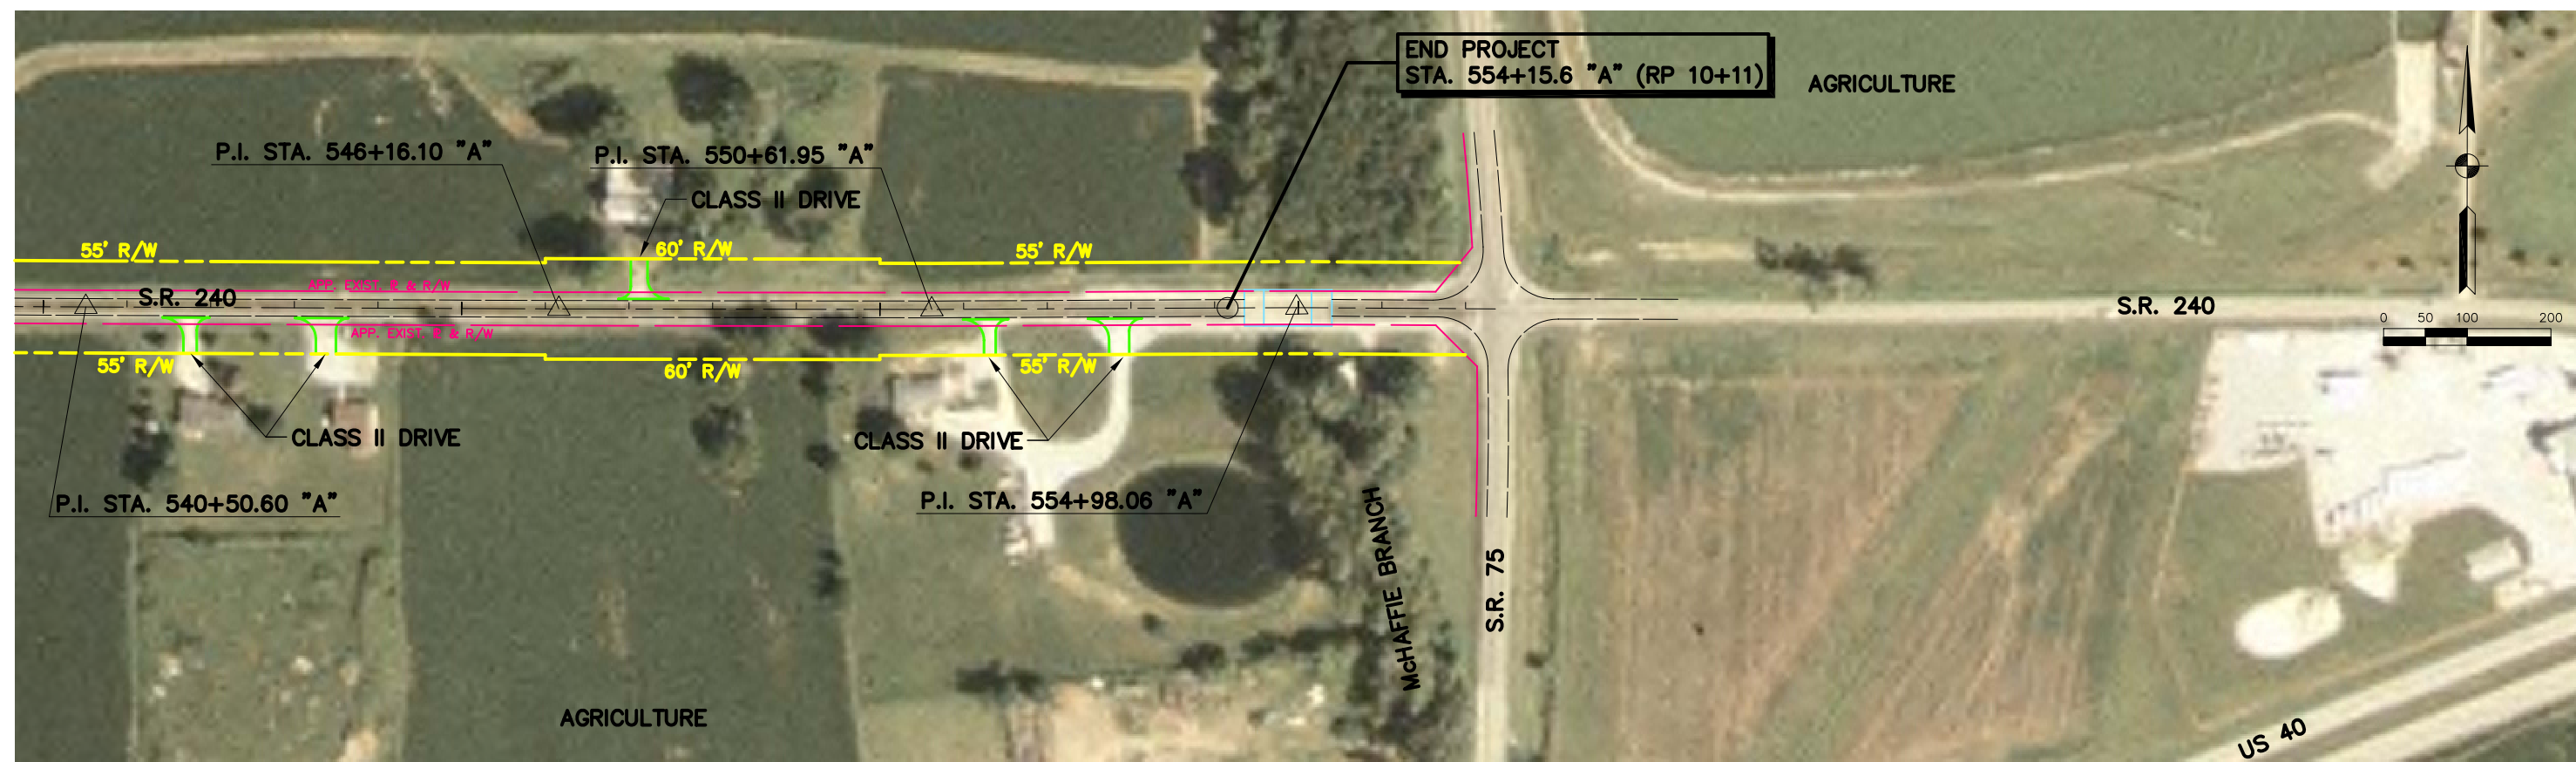 END PROJECT
STA. 554+15.6 "A" (RP 10+11)
AGRICULTURE
P.I. STA. 546+16.10 "A"
P.I. STA. 550+61.95 "A"
CLASS II DRIVE
55' R/W
60' R/W
55' R/W
APP. EXIST. ⅊ & R/W
S.R. 240
S.R. 240
0 50 100 200
APP. EXIST. ⅊ & R/W
55' R/W
60' R/W
55' R/W
CLASS II DRIVE
CLASS II DRIVE
P.I. STA. 540+50.60 "A"
P.I. STA. 554+98.06 "A"
McHAFFIE BRANCH
S.R. 75
AGRICULTURE
US 40